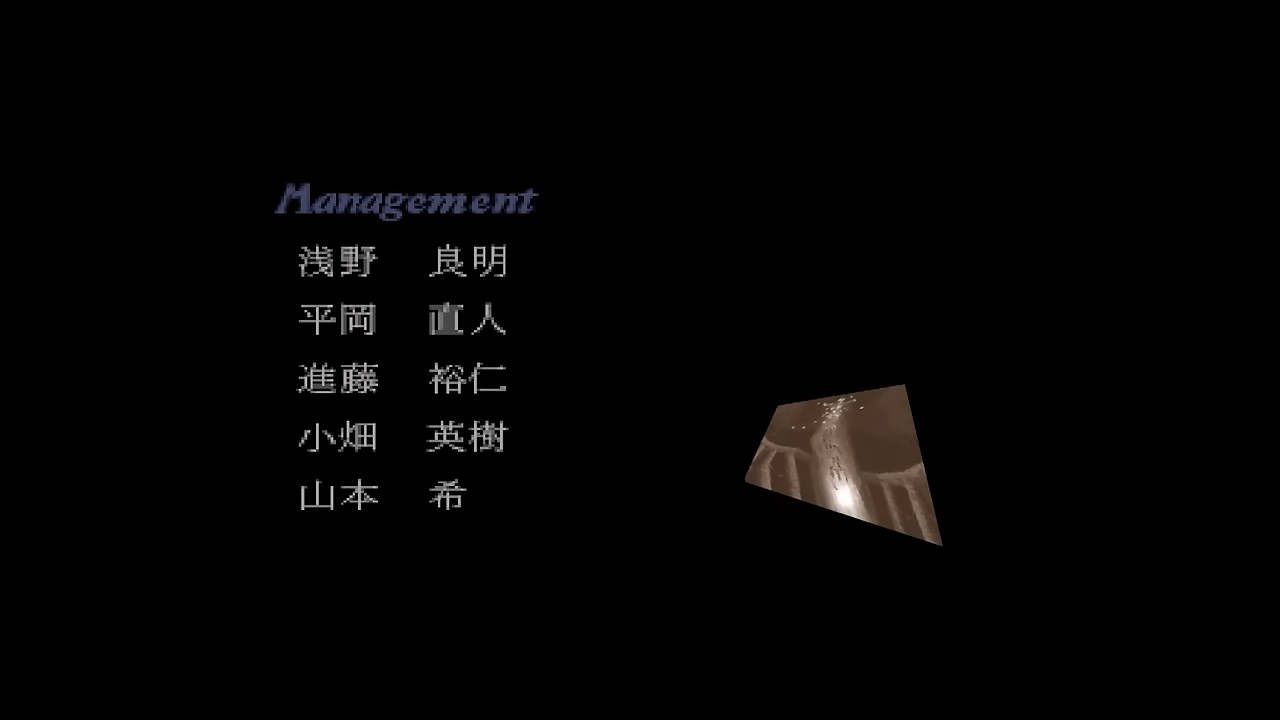 Management
浅野　良明
平岡　直人
進藤　裕仁
小畑　英樹
山本　希